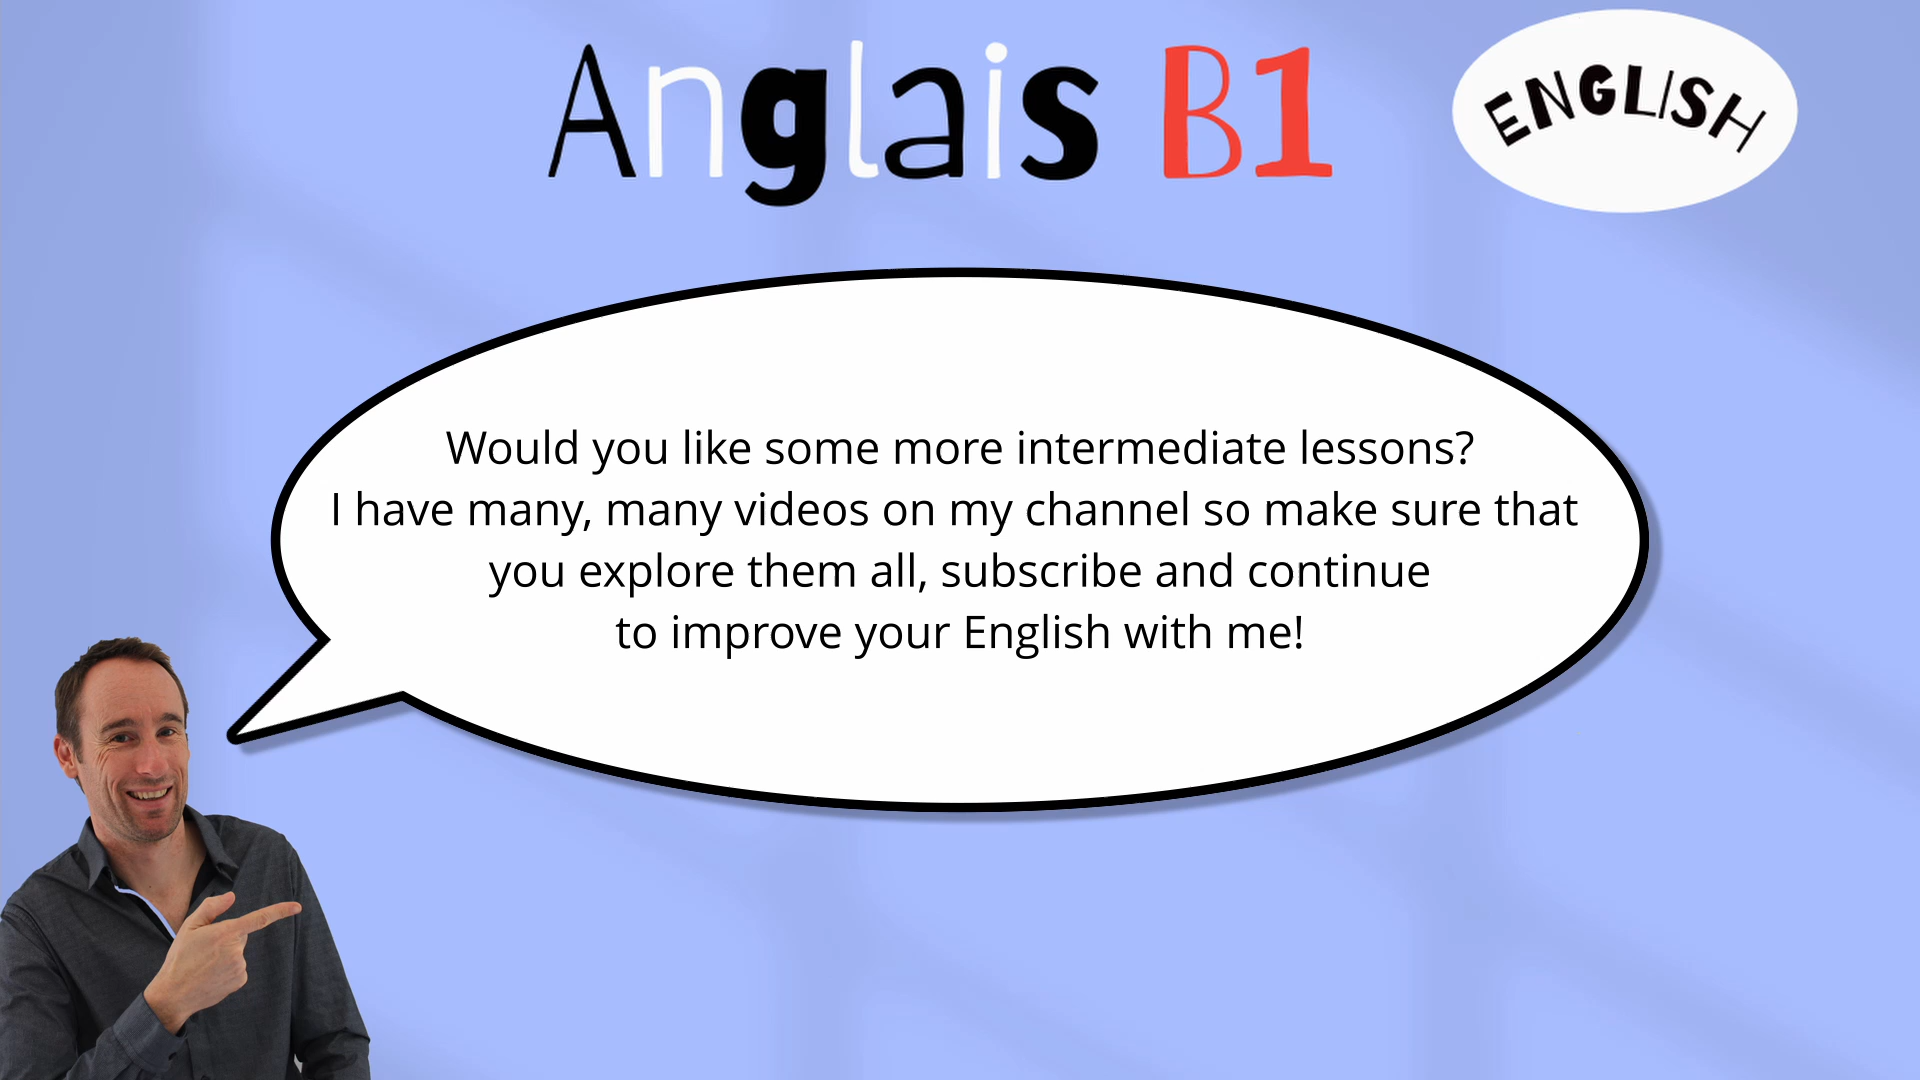 Anglais B1
ENGLISH
Would you like some more intermediate lessons?
I have many, many videos on my channel so make sure that
you explore them all, subscribe and continue
to improve your English with me!